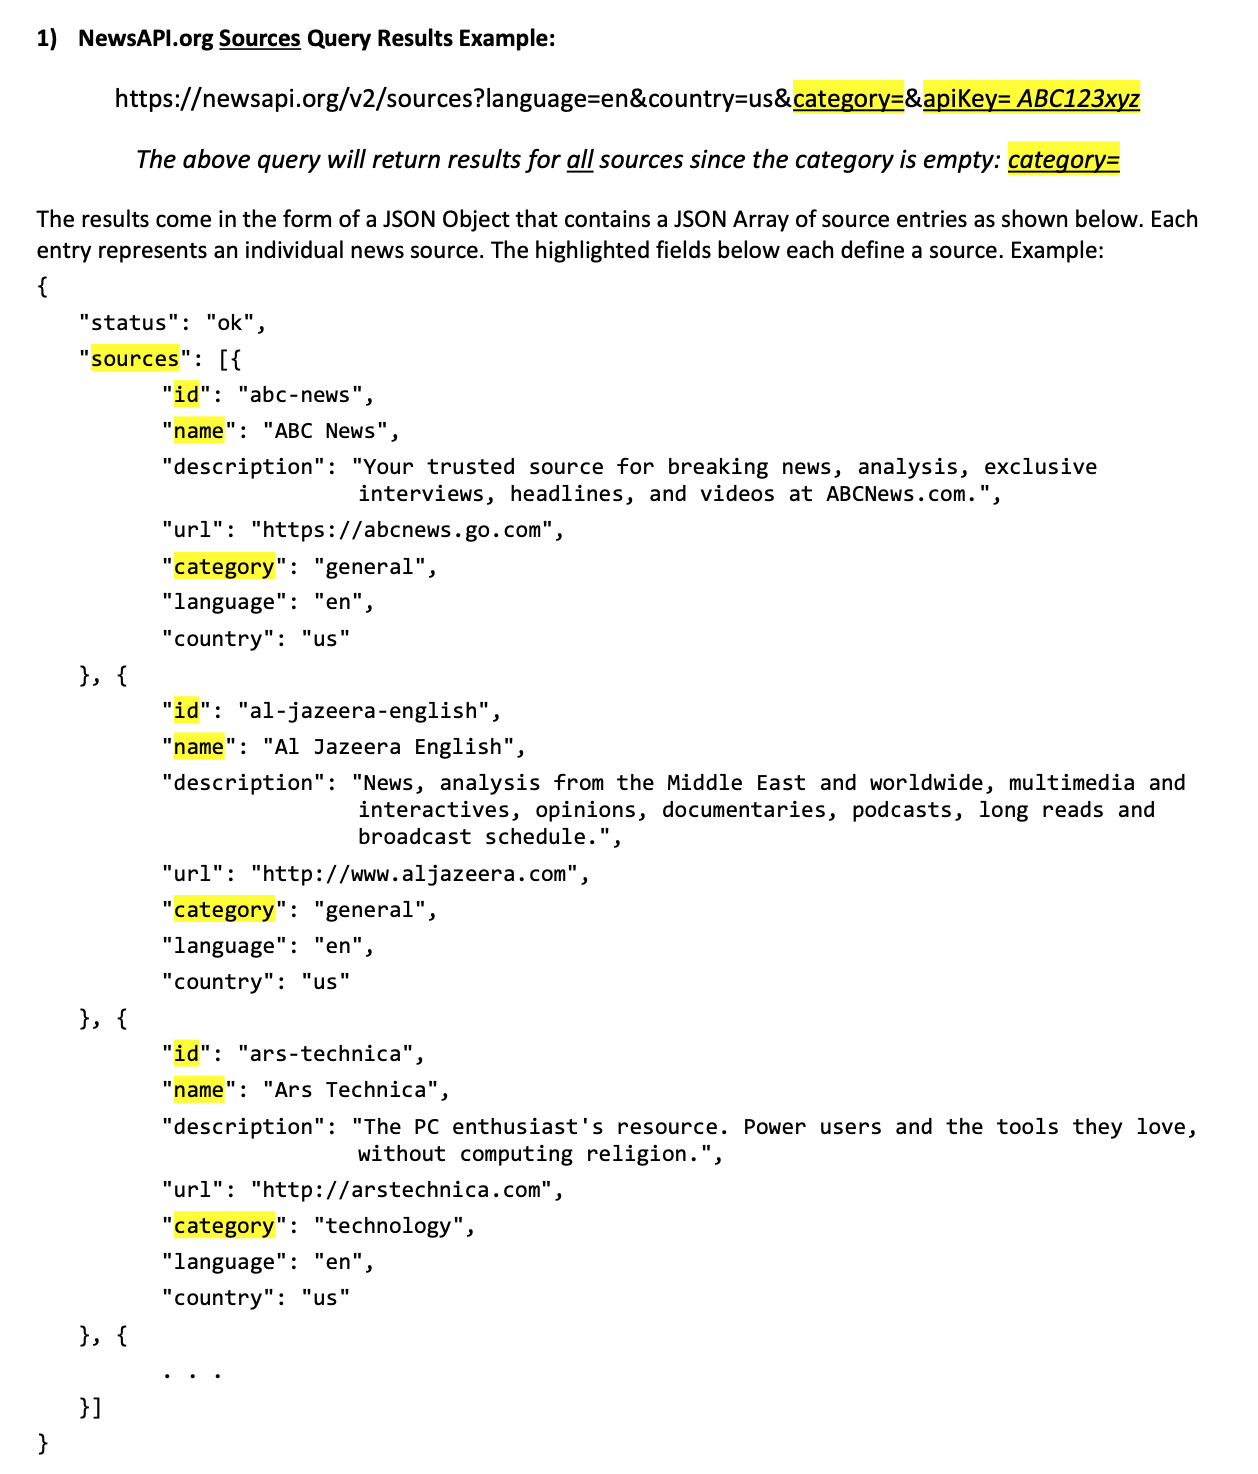 1) NewsAPI.org Sources Query Results Example:
https://newsapi.org/v2/sources?language=en&country=us&category=&apiKey= ABC123xyz
The above query will return results for all sources since the category is empty: category=
The results come in the form of a JSON Object that contains a JSON Array of source entries as shown below. Each
entry represents an individual news source. The highlighted fields below each define a source. Example:
{
"status": "ok",
"sources": [{
"id": "abc-news",
"name": "ABC News",
"description": "Your trusted source for breaking news, analysis, exclusive
interviews, headlines, and videos at ABCNews.com.",
"url": "https://abcnews.go.com",
"category": "general",
"language": "en",
"country": "us"
}, {
"id": "al-jazeera-english",
"name": "Al Jazeera English",
"description": "News, analysis from the Middle East and worldwide, multimedia and
interactives, opinions, documentaries, podcasts, long reads and
broadcast schedule.",
"url": "http://www.aljazeera.com",
"category": "general",
"language": "en",
"country": "us"
}, {
"id": "ars-technica",
"name": "Ars Technica",
"description": "The PC enthusiast's resource. Power users and the tools they love,
without computing religion.",
"url": "http://arstechnica.com",
"category": "technology",
"language": "en",
"country": "us"
}, {
. . .
}]
}